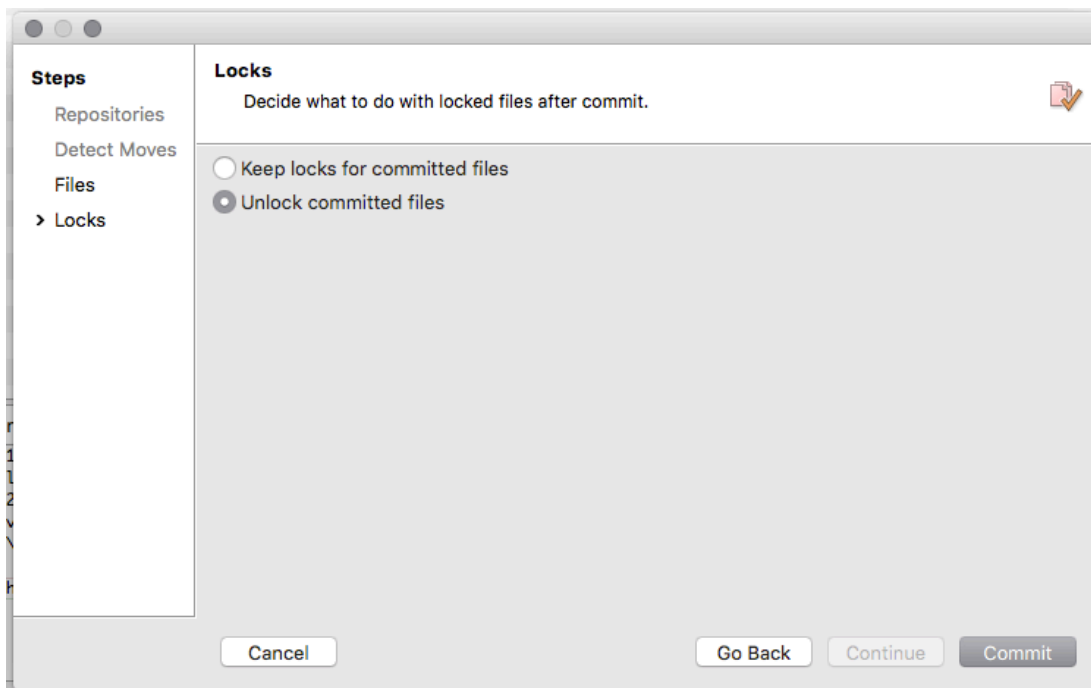 Steps
Repositories
Detect Moves
Files
Locks
Locks
Decide what to do with locked files after commit.
Keep locks for committed files
Unlock committed files
Cancel
Go Back
Continue
Commit